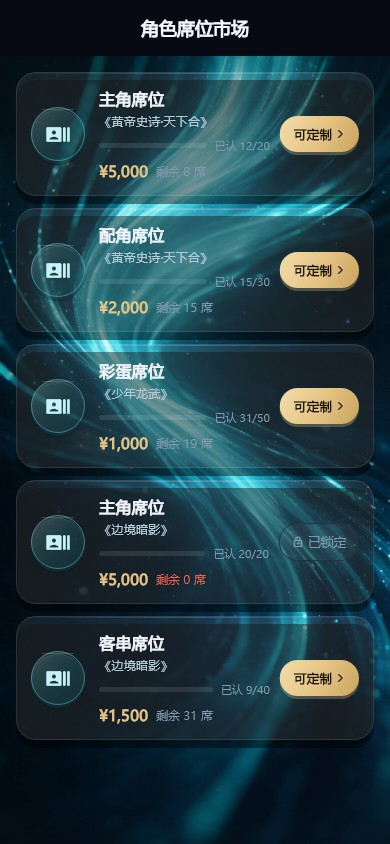 角色席位市场
主角席位
《黄帝史诗·天下合》
已认 12/20
¥5,000 剩余 8 席
可定制
配角席位
《黄帝史诗·天下合》
已认 15/30
¥2,000 剩余 15 席
可定制
彩蛋席位
《少年龙武》
已认 31/50
¥1,000 剩余 19 席
可定制
主角席位
《边境暗影》
已认 20/20
¥5,000 剩余 0 席
已锁定
客串席位
《边境暗影》
已认 9/40
¥1,500 剩余 31 席
可定制